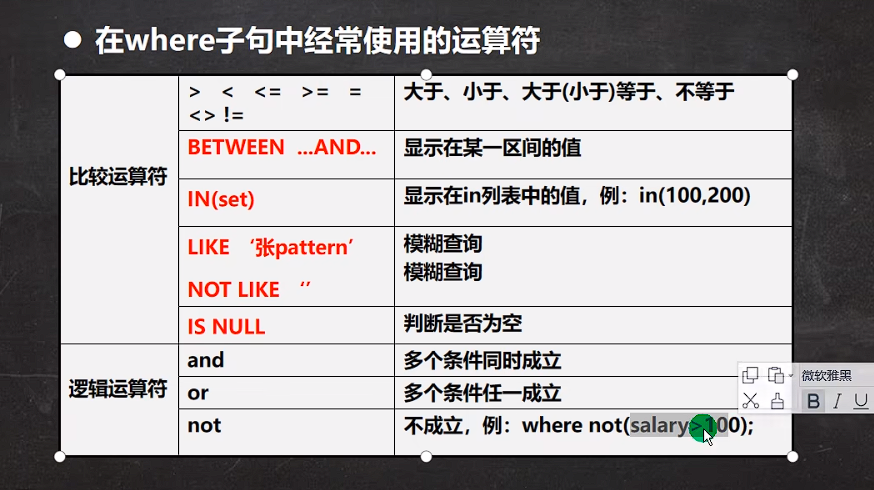 ● 在where子句中经常使用的运算符
比较运算符
> < <= >= =
<> !=
大于、小于、大于(小于)等于、不等于
BETWEEN ...AND...
显示在某一区间的值
IN(set)
显示在in列表中的值，例：in(100,200)
LIKE ‘张pattern’
模糊查询
NOT LIKE ‘’
模糊查询
IS NULL
判断是否为空
逻辑运算符
and
多个条件同时成立
or
多个条件任一成立
not
不成立，例：where not(salary>100);
微软雅黑
B I U